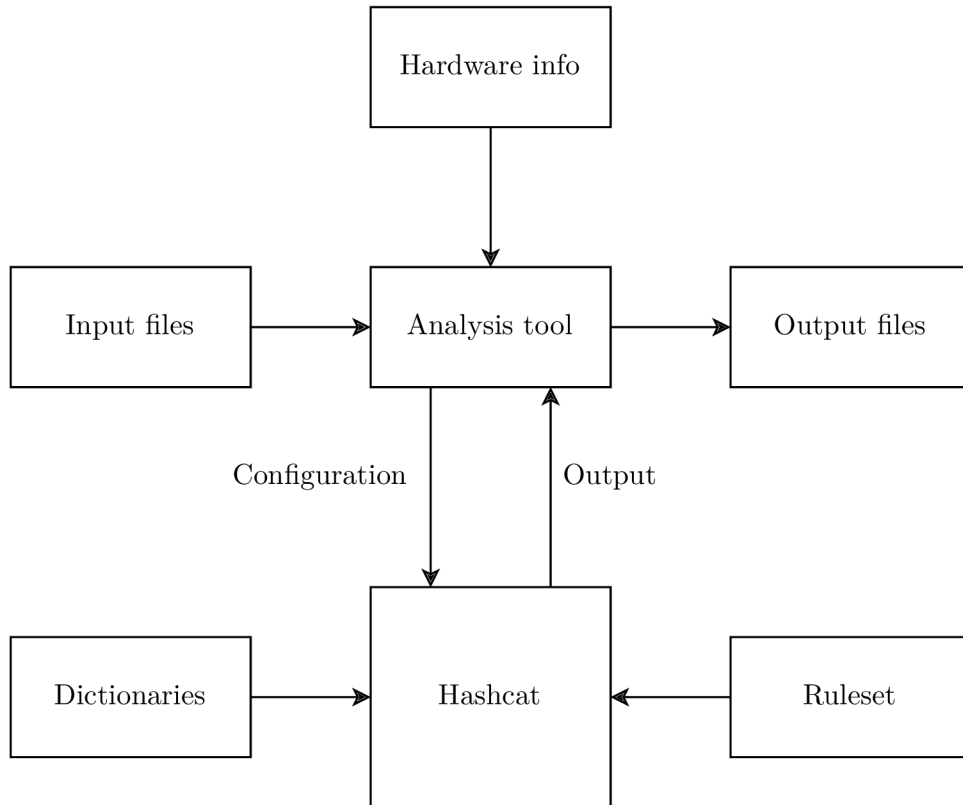 Hardware info
Input files
Analysis tool
Output files
Configuration
Output
Dictionaries
Hashcat
Ruleset